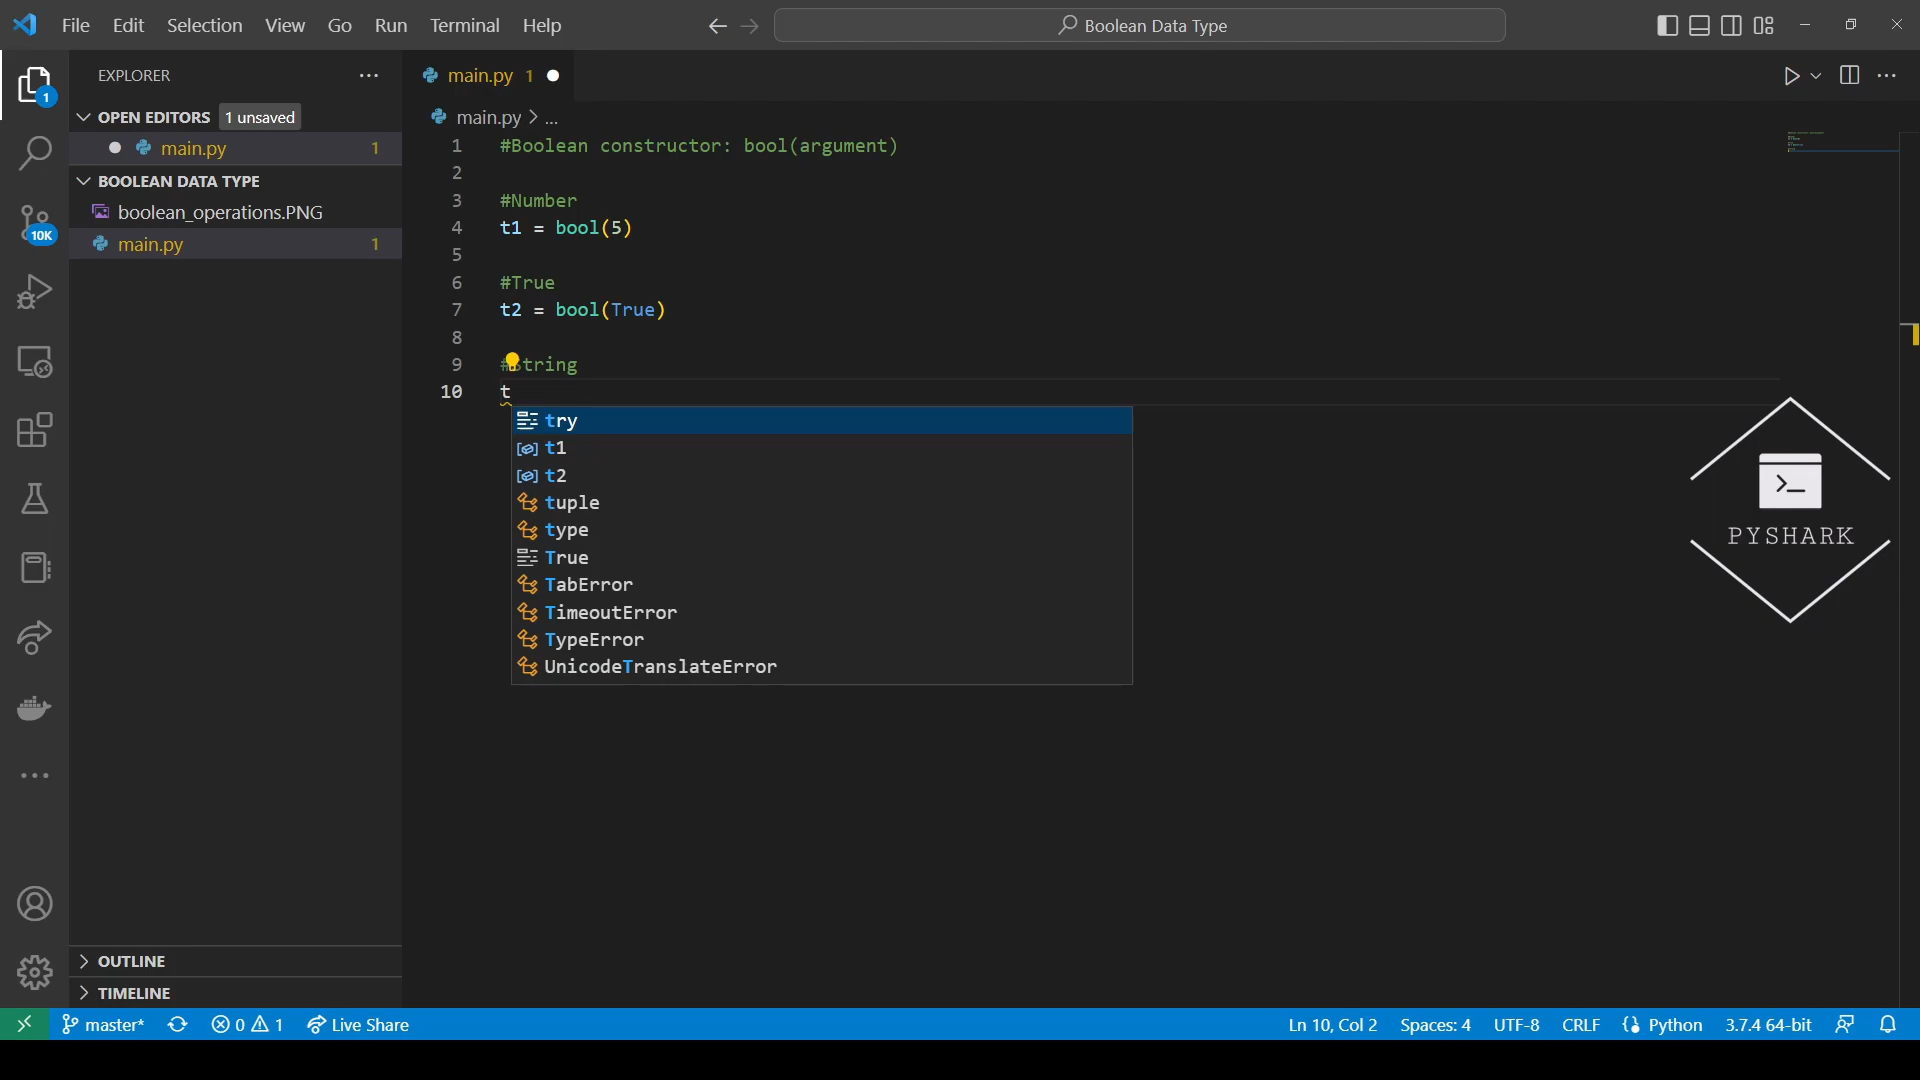 File Edit Selection View Go Run Terminal Help
Boolean Data Type
EXPLORER
1
OPEN EDITORS 1 unsaved
main.py 1
BOOLEAN DATA TYPE
boolean_operations.PNG
main.py 1
10K
OUTLINE
TIMELINE
main.py 1
main.py > ...
1 #Boolean constructor: bool(argument)
2
3 #Number
4 t1 = bool(5)
5
6 #True
7 t2 = bool(True)
8
9 #String
10 t
try
t1
t2
tuple
type
True
TabError
TimeoutError
TypeError
UnicodeTranslateError
>_
PYSHARK
master* 0 1 Live Share
Ln 10, Col 2 Spaces: 4 UTF-8 CRLF Python 3.7.4 64-bit